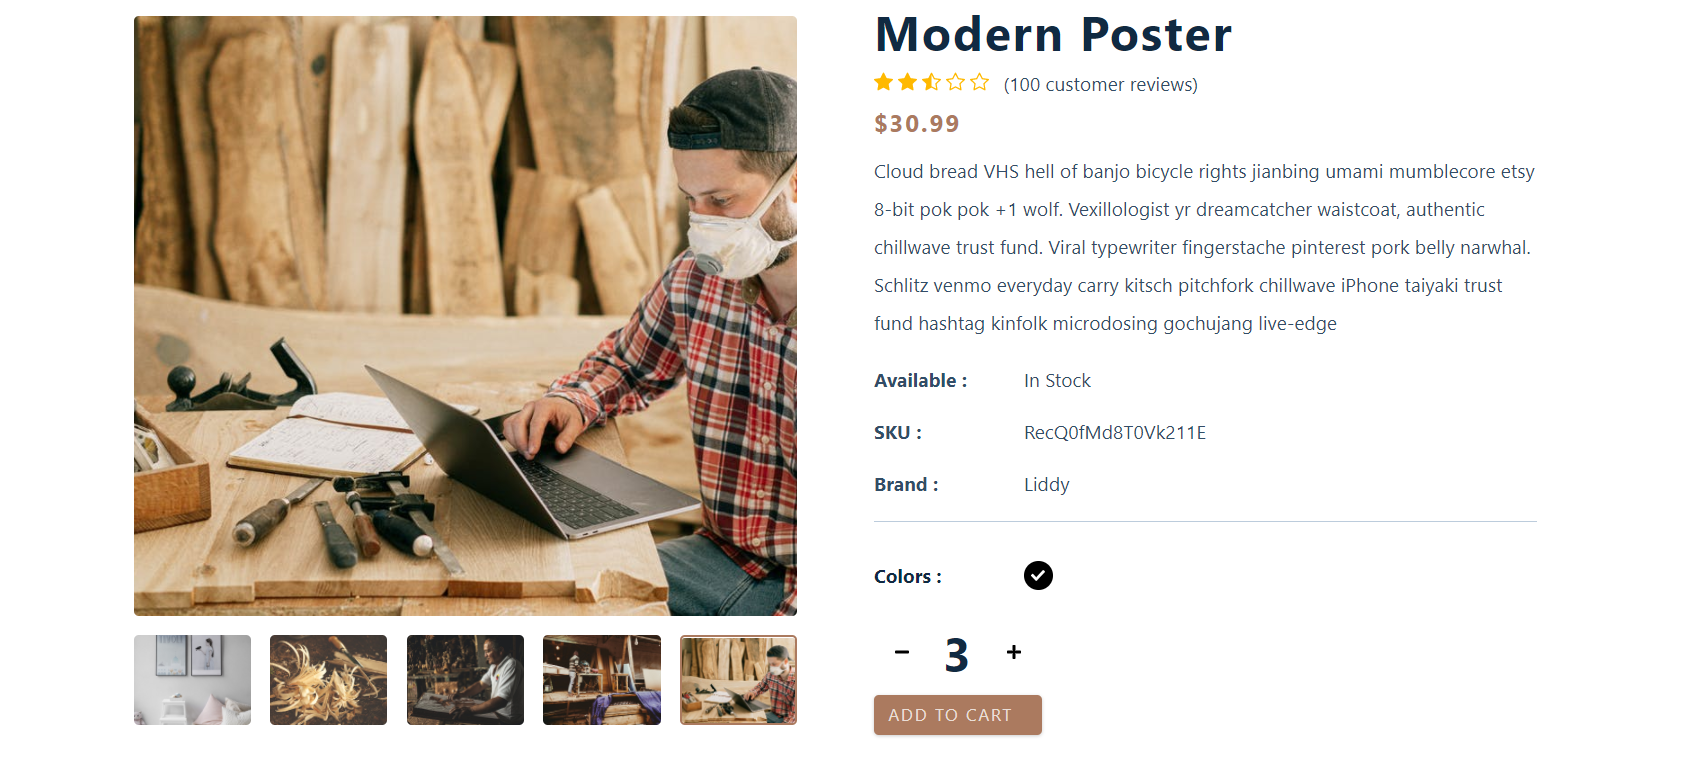 Modern Poster
(100 customer reviews)
$30.99
Cloud bread VHS hell of banjo bicycle rights jianbing umami mumblecore etsy
8-bit pok pok +1 wolf. Vexillologist yr dreamcatcher waistcoat, authentic
chillwave trust fund. Viral typewriter fingerstache pinterest pork belly narwhal.
Schlitz venmo everyday carry kitsch pitchfork chillwave iPhone taiyaki trust
fund hashtag kinfolk microdosing gochujang live-edge
Available : In Stock
SKU : RecQ0fMd8T0Vk211E
Brand : Liddy
Colors :
− 3 +
ADD TO CART